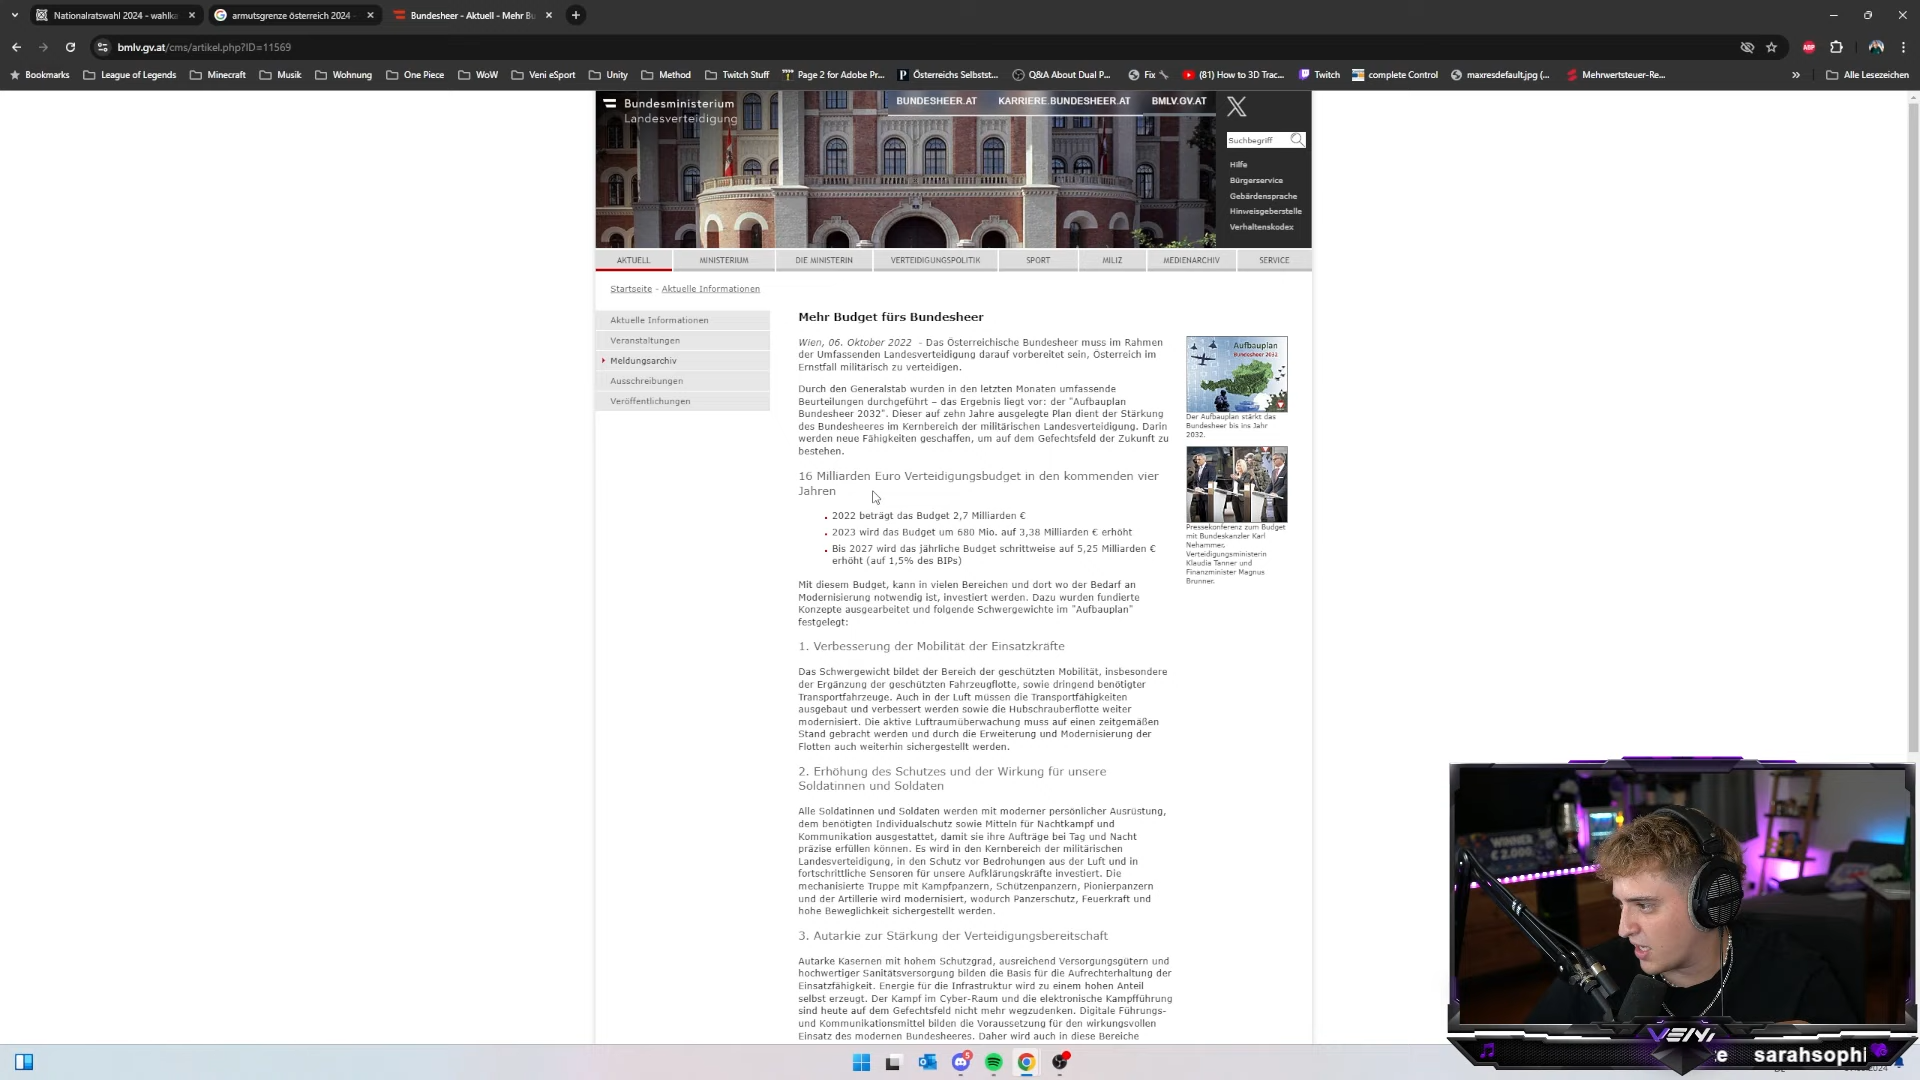 Nationalratswahl 2024 - wahlka
armutsgrenze österreich 2024
Bundesheer - Aktuell - Mehr Bu
bmlv.gv.at/cms/artikel.php?ID=11569
Bookmarks
League of Legends
Minecraft
Musik
Wohnung
One Piece
WoW
Veni eSport
Unity
Method
Twitch Stuff
Page 2 for Adobe Pr...
Österreichs Selbstst...
Q&A About Dual P...
Fix
(81) How to 3D Trac...
Twitch
complete Control
maxresdefault.jpg (...
Mehrwertsteuer-Re...
Alle Lesezeichen
Bundesministerium
Landesverteidigung
BUNDESHEER.AT
KARRIERE.BUNDESHEER.AT
BMLV.GV.AT
Suchbegriff
Hilfe
Bürgerservice
Gebärdensprache
Hinweisgeberstelle
Verhaltenskodex
AKTUELL
MINISTERIUM
DIE MINISTERIN
VERTEIDIGUNGSPOLITIK
SPORT
MILIZ
MEDIENARCHIV
SERVICE
Startseite - Aktuelle Informationen
Aktuelle Informationen
Veranstaltungen
Meldungsarchiv
Ausschreibungen
Veröffentlichungen
Mehr Budget fürs Bundesheer
Wien, 06. Oktober 2022 - Das Österreichische Bundesheer muss im Rahmen
der Umfassenden Landesverteidigung darauf vorbereitet sein, Österreich im
Ernstfall militärisch zu verteidigen.
Durch den Generalstab wurden in den letzten Monaten umfassende
Beurteilungen durchgeführt – das Ergebnis liegt vor: der "Aufbauplan
Bundesheer 2032". Dieser auf zehn Jahre ausgelegte Plan dient der Stärkung
des Bundesheeres im Kernbereich der militärischen Landesverteidigung. Darin
werden neue Fähigkeiten geschaffen, um auf dem Gefechtsfeld der Zukunft zu
bestehen.
16 Milliarden Euro Verteidigungsbudget in den kommenden vier
Jahren
2022 beträgt das Budget 2,7 Milliarden €
2023 wird das Budget um 680 Mio. auf 3,38 Milliarden € erhöht
Bis 2027 wird das jährliche Budget schrittweise auf 5,25 Milliarden €
erhöht (auf 1,5% des BIPs)
Mit diesem Budget, kann in vielen Bereichen und dort wo der Bedarf an
Modernisierung notwendig ist, investiert werden. Dazu wurden fundierte
Konzepte ausgearbeitet und folgende Schwergewichte im "Aufbauplan"
festgelegt:
1. Verbesserung der Mobilität der Einsatzkräfte
Das Schwergewicht bildet der Bereich der geschützten Mobilität, insbesondere
der Ergänzung der geschützten Fahrzeugflotte, sowie dringend benötigter
Transportfahrzeuge. Auch in der Luft müssen die Transportfähigkeiten
ausgebaut und verbessert werden sowie die Hubschrauberflotte weiter
modernisiert. Die aktive Luftraumüberwachung muss auf einen zeitgemäßen
Stand gebracht werden und durch die Erweiterung und Modernisierung der
Flotten auch weiterhin sichergestellt werden.
2. Erhöhung des Schutzes und der Wirkung für unsere
Soldatinnen und Soldaten
Alle Soldatinnen und Soldaten werden mit moderner persönlicher Ausrüstung,
dem benötigten Individualschutz sowie Mitteln für Nachtkampf und
Kommunikation ausgestattet, damit sie ihre Aufträge bei Tag und Nacht
präzise erfüllen können. Es wird in den Kernbereich der militärischen
Landesverteidigung, in den Schutz vor Bedrohungen aus der Luft und in
fortschrittliche Sensoren für unsere Aufklärungskräfte investiert. Die
mechanisierte Truppe mit Kampfpanzern, Schützenpanzern, Pionierpanzern
und der Artillerie wird modernisiert, wodurch Panzerschutz, Feuerkraft und
hohe Beweglichkeit sichergestellt werden.
3. Autarkie zur Stärkung der Verteidigungsbereitschaft
Autarke Kasernen mit hohem Schutzgrad, ausreichend Versorgungsgütern und
hochwertiger Sanitätsversorgung bilden die Basis für die Aufrechterhaltung der
Einsatzfähigkeit. Energie für die Infrastruktur wird zu einem hohen Anteil
selbst erzeugt. Der Kampf im Cyber-Raum und die elektronische Kampfführung
sind heute auf dem Gefechtsfeld nicht mehr wegzudenken. Digitale Führungs-
und Kommunikationsmittel bilden die Voraussetzung für den wirkungsvollen
Einsatz des modernen Bundesheeres. Daher wird auch in diese Bereiche
Aufbauplan
Bundesheer 2032
Der Aufbauplan stärkt das
Bundesheer bis ins Jahr
2032.
Pressekonferenz zum Budget
mit Bundeskanzler Karl
Nehammer,
Verteidigungsministerin
Klaudia Tanner und
Finanzminister Magnus
Brunner.
VENI
te sarahsophi